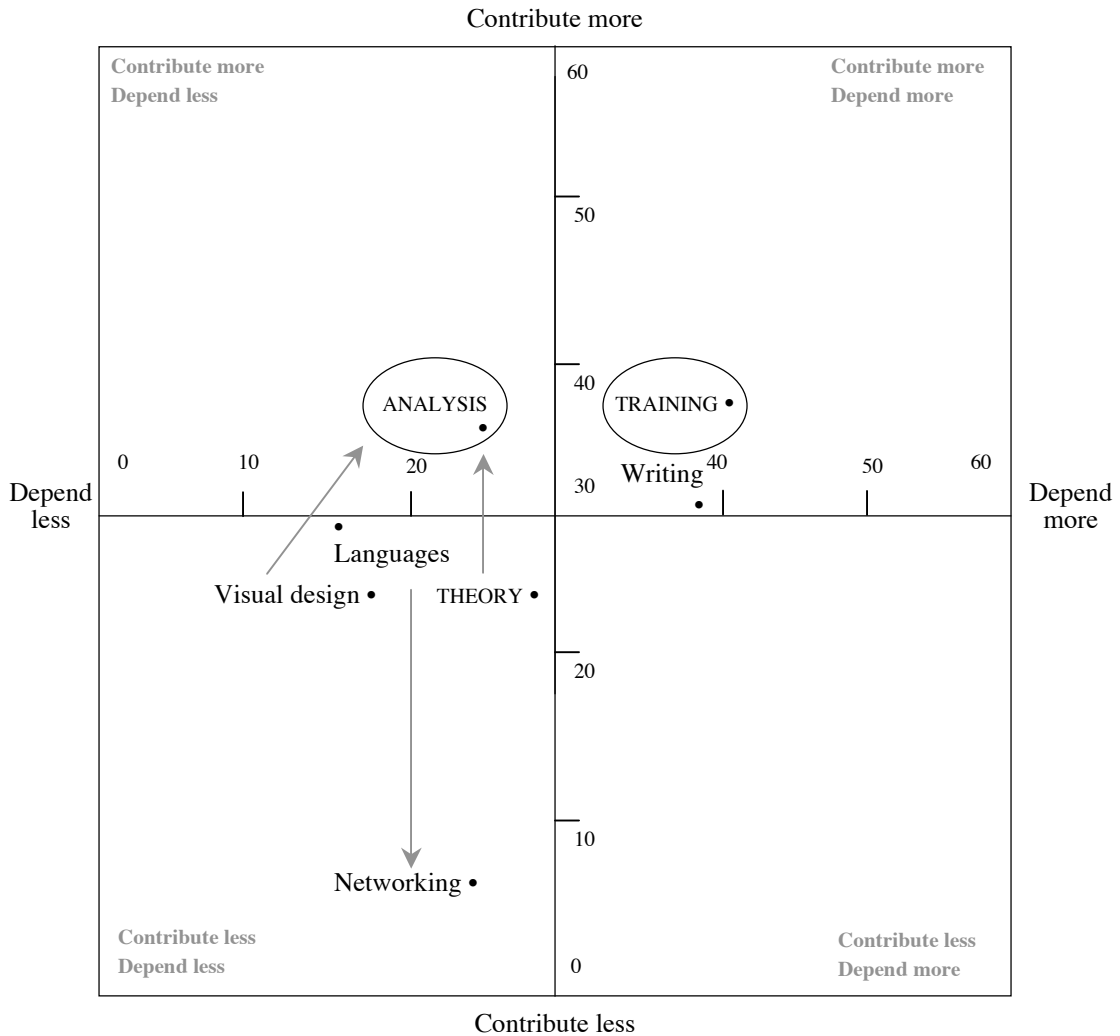 Contribute more
Contribute more
Depend less
60
Contribute more
Depend more
50
40
ANALYSIS
TRAINING
0
10
20
30
Writing
40
50
60
Depend
less
Depend
more
Languages
Visual design
THEORY
20
10
Networking
Contribute less
Depend less
0
Contribute less
Depend more
Contribute less